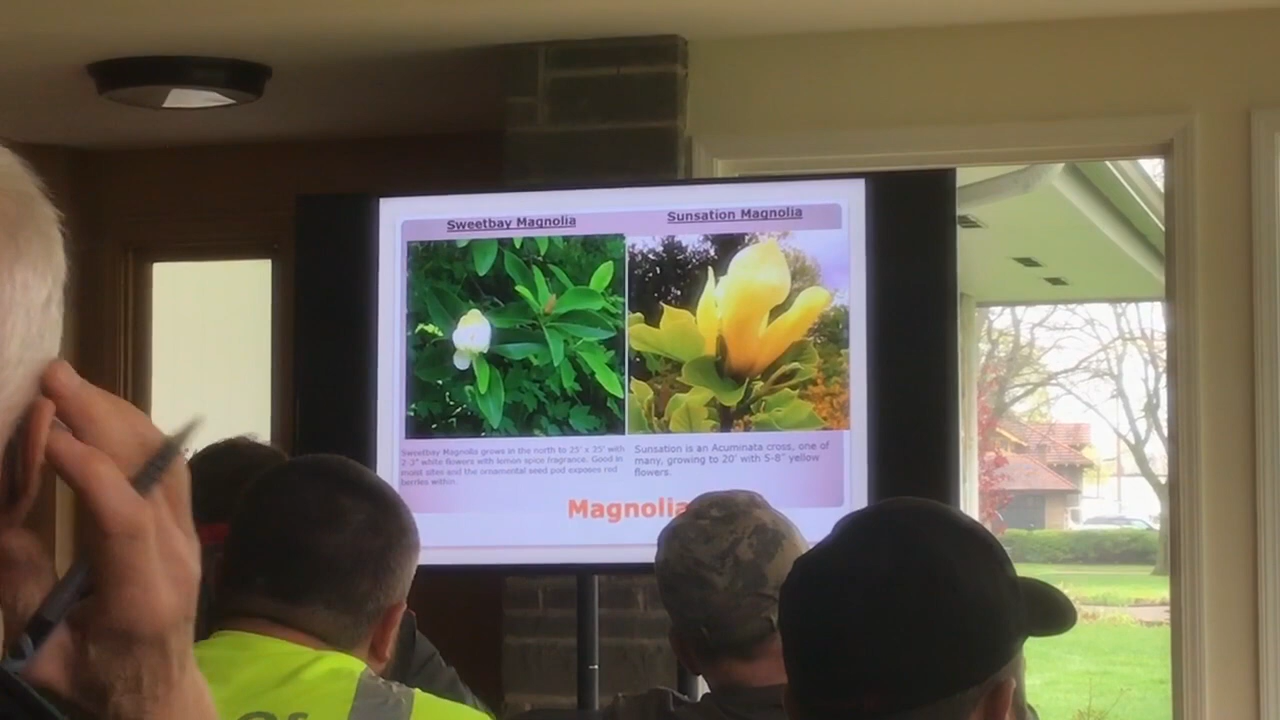 Sweetbay Magnolia
Sunsation Magnolia
Sweetbay Magnolia grows in the north to 25' x 25' with
2-3" white flowers with lemon spice fragrance. Good in
moist sites and the ornamental seed pod exposes red
berries within.
Sunsation is an Acuminata cross, one of
many, growing to 20' with 5-8" yellow
flowers.
Magnolia